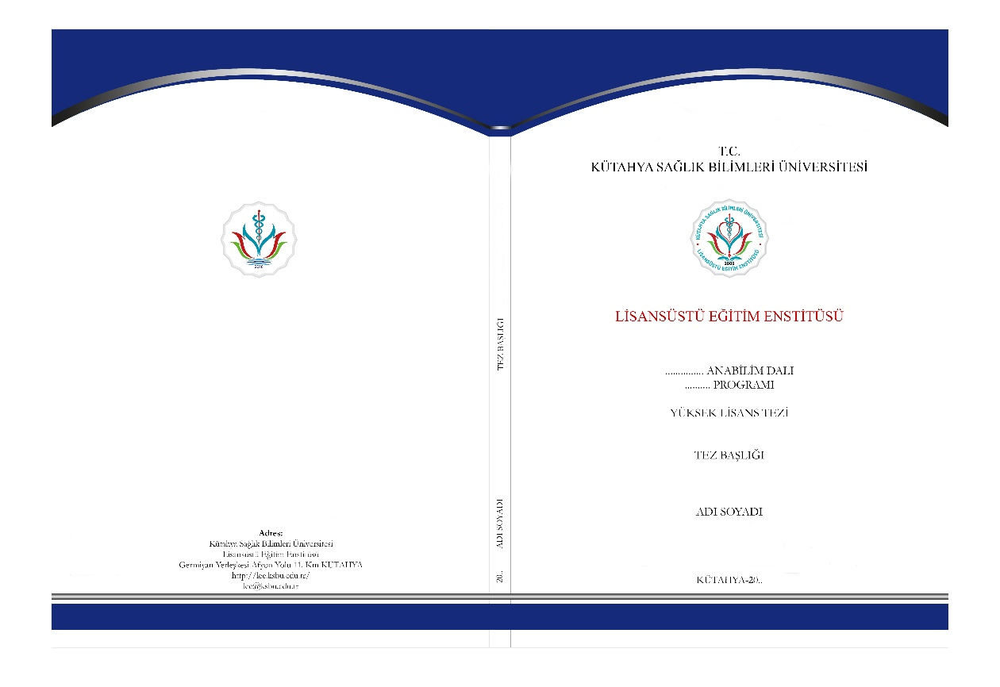 Adres:
Kütahya Sağlık Bilimleri Üniversitesi
Lisansüstü Eğitim Enstitüsü
Germiyan Yerleşkesi Afyon Yolu 11. Km KÜTAHYA
http://lee.ksbu.edu.tr/
lee@ksbu.edu.tr
2016
TEZ BAŞLIĞI
ADI SOYADI
20..
T.C.
KÜTAHYA SAĞLIK BİLİMLERİ ÜNİVERSİTESİ
KÜTAHYA SAĞLIK BİLİMLERİ ÜNİVERSİTESİ
LİSANSÜSTÜ EĞİTİM ENSTİTÜSÜ
LİSANSÜSTÜ EĞİTİM ENSTİTÜSÜ
............... ANABİLİM DALI
.......... PROGRAMI
YÜKSEK LİSANS TEZİ
TEZ BAŞLIĞI
ADI SOYADI
KÜTAHYA-20..